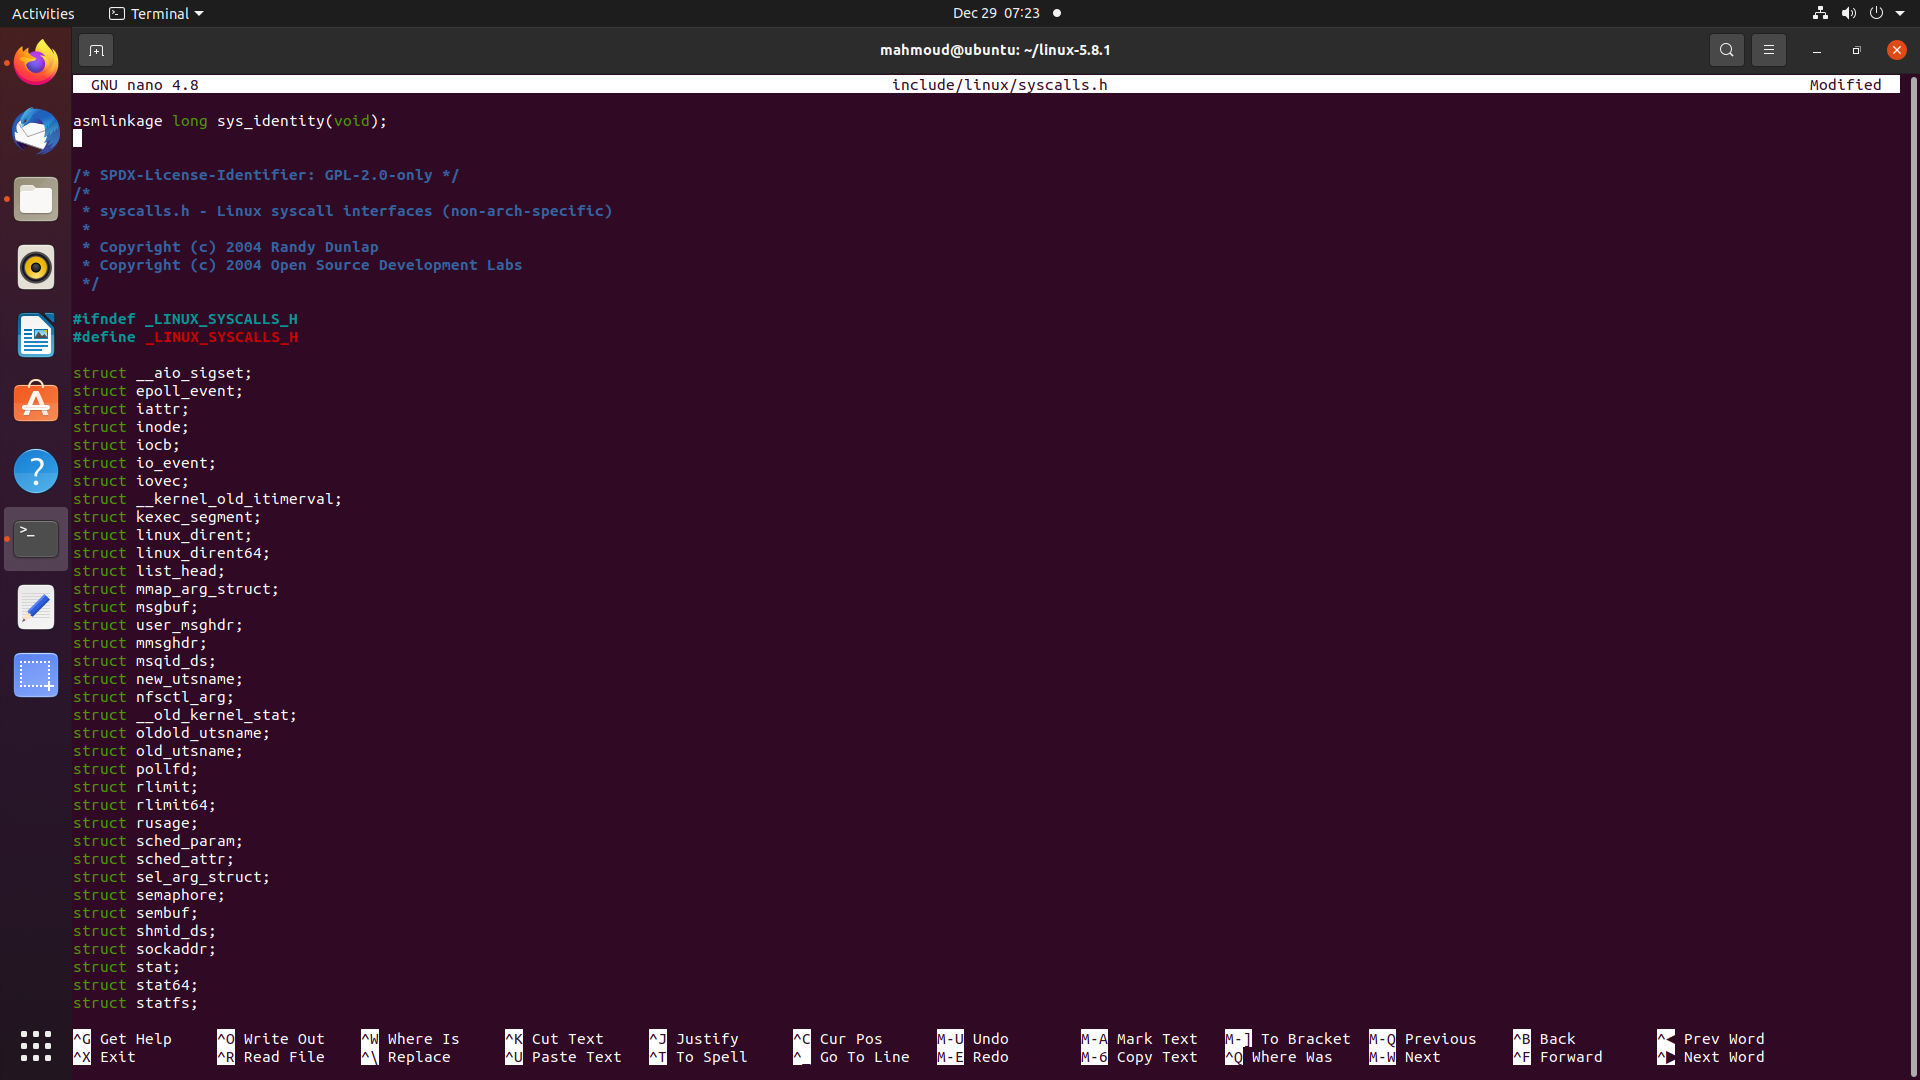 Activities Terminal Dec 29 07:23
mahmoud@ubuntu: ~/linux-5.8.1
GNU nano 4.8 include/linux/syscalls.h Modified
asmlinkage long sys_identity(void);
/* SPDX-License-Identifier: GPL-2.0-only */
/*
 * syscalls.h - Linux syscall interfaces (non-arch-specific)
 *
 * Copyright (c) 2004 Randy Dunlap
 * Copyright (c) 2004 Open Source Development Labs
 */
#ifndef _LINUX_SYSCALLS_H
#define _LINUX_SYSCALLS_H
struct __aio_sigset;
struct epoll_event;
struct iattr;
struct inode;
struct iocb;
struct io_event;
struct iovec;
struct __kernel_old_itimerval;
struct kexec_segment;
struct linux_dirent;
struct linux_dirent64;
struct list_head;
struct mmap_arg_struct;
struct msgbuf;
struct user_msghdr;
struct mmsghdr;
struct msqid_ds;
struct new_utsname;
struct nfsctl_arg;
struct __old_kernel_stat;
struct oldold_utsname;
struct old_utsname;
struct pollfd;
struct rlimit;
struct rlimit64;
struct rusage;
struct sched_param;
struct sched_attr;
struct sel_arg_struct;
struct semaphore;
struct sembuf;
struct shmid_ds;
struct sockaddr;
struct stat;
struct stat64;
struct statfs;
^G Get Help ^O Write Out ^W Where Is ^K Cut Text ^J Justify ^C Cur Pos M-U Undo M-A Mark Text M-] To Bracket M-Q Previous ^B Back ^◀ Prev Word
^X Exit ^R Read File ^\ Replace ^U Paste Text ^T To Spell ^_ Go To Line M-E Redo M-6 Copy Text ^Q Where Was M-W Next ^F Forward ^▶ Next Word